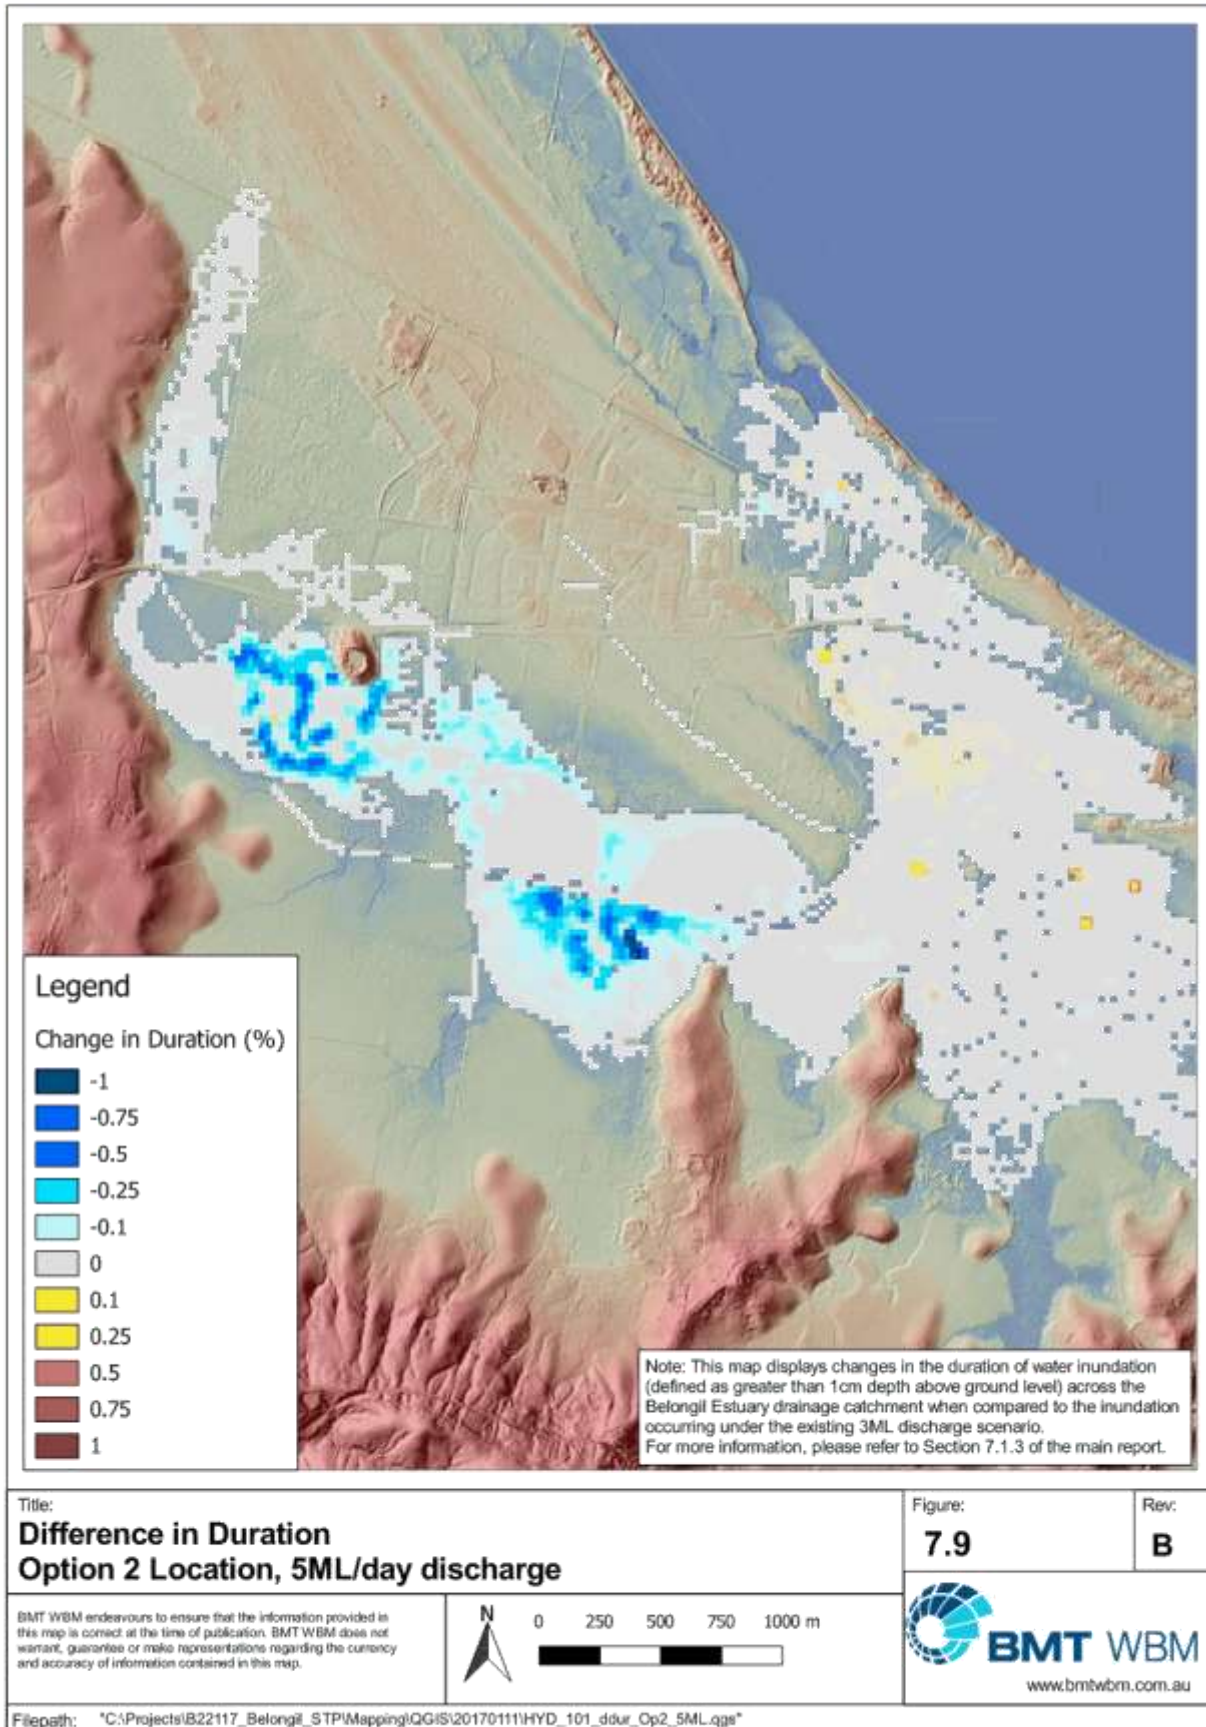 Legend
Change in Duration (%)
-1
-0.75
-0.5
-0.25
-0.1
0
0.1
0.25
0.5
0.75
1
Note: This map displays changes in the duration of water inundation
(defined as greater than 1cm depth above ground level) across the
Belongil Estuary drainage catchment when compared to the inundation
occurring under the existing 3ML discharge scenario.
For more information, please refer to Section 7.1.3 of the main report.
Title:
Difference in Duration
Option 2 Location, 5ML/day discharge
Figure:
7.9
Rev:
B
BMT WBM endeavours to ensure that the information provided in
this map is correct at the time of publication. BMT WBM does not
warrant, guarantee or make representations regarding the currency
and accuracy of information contained in this map.
N
0 250 500 750 1000 m
BMT WBM
www.bmtwbm.com.au
Filepath: "C:\Projects\B22117_Belongil_STP\Mapping\QGIS\20170111\HYD_101_ddur_Op2_5ML.qgs"